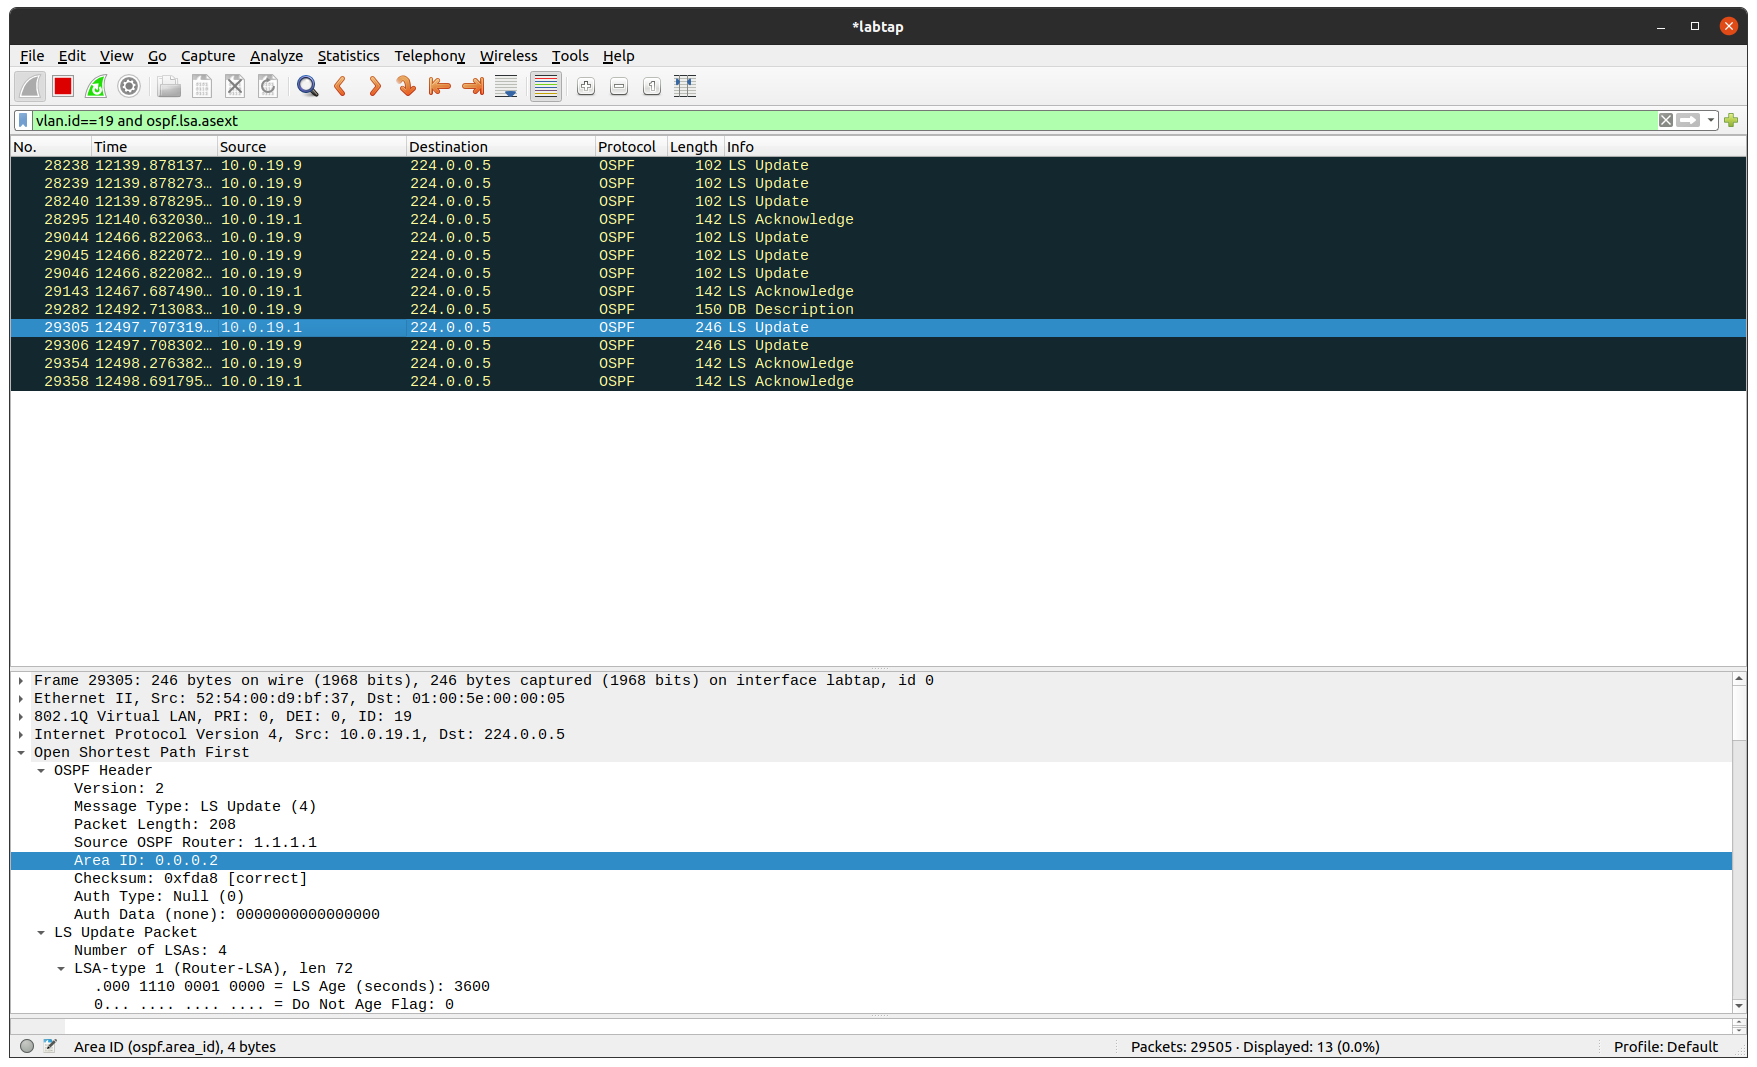 *labtap
File Edit View Go Capture Analyze Statistics Telephony Wireless Tools Help
vlan.id==19 and ospf.lsa.asext
No. Time Source Destination Protocol Length Info
28238 12139.878137… 10.0.19.9 224.0.0.5 OSPF 102 LS Update
28239 12139.878273… 10.0.19.9 224.0.0.5 OSPF 102 LS Update
28240 12139.878295… 10.0.19.9 224.0.0.5 OSPF 102 LS Update
28295 12140.632030… 10.0.19.1 224.0.0.5 OSPF 142 LS Acknowledge
29044 12466.822063… 10.0.19.9 224.0.0.5 OSPF 102 LS Update
29045 12466.822072… 10.0.19.9 224.0.0.5 OSPF 102 LS Update
29046 12466.822082… 10.0.19.9 224.0.0.5 OSPF 102 LS Update
29143 12467.687490… 10.0.19.1 224.0.0.5 OSPF 142 LS Acknowledge
29282 12492.713083… 10.0.19.9 224.0.0.5 OSPF 150 DB Description
29305 12497.707319… 10.0.19.1 224.0.0.5 OSPF 246 LS Update
29306 12497.708302… 10.0.19.9 224.0.0.5 OSPF 246 LS Update
29354 12498.276382… 10.0.19.9 224.0.0.5 OSPF 142 LS Acknowledge
29358 12498.691795… 10.0.19.1 224.0.0.5 OSPF 142 LS Acknowledge
Frame 29305: 246 bytes on wire (1968 bits), 246 bytes captured (1968 bits) on interface labtap, id 0
Ethernet II, Src: 52:54:00:d9:bf:37, Dst: 01:00:5e:00:00:05
802.1Q Virtual LAN, PRI: 0, DEI: 0, ID: 19
Internet Protocol Version 4, Src: 10.0.19.1, Dst: 224.0.0.5
Open Shortest Path First
OSPF Header
Version: 2
Message Type: LS Update (4)
Packet Length: 208
Source OSPF Router: 1.1.1.1
Area ID: 0.0.0.2
Checksum: 0xfda8 [correct]
Auth Type: Null (0)
Auth Data (none): 0000000000000000
LS Update Packet
Number of LSAs: 4
LSA-type 1 (Router-LSA), len 72
.000 1110 0001 0000 = LS Age (seconds): 3600
0... .... .... .... = Do Not Age Flag: 0
Area ID (ospf.area_id), 4 bytes
Packets: 29505 · Displayed: 13 (0.0%)
Profile: Default